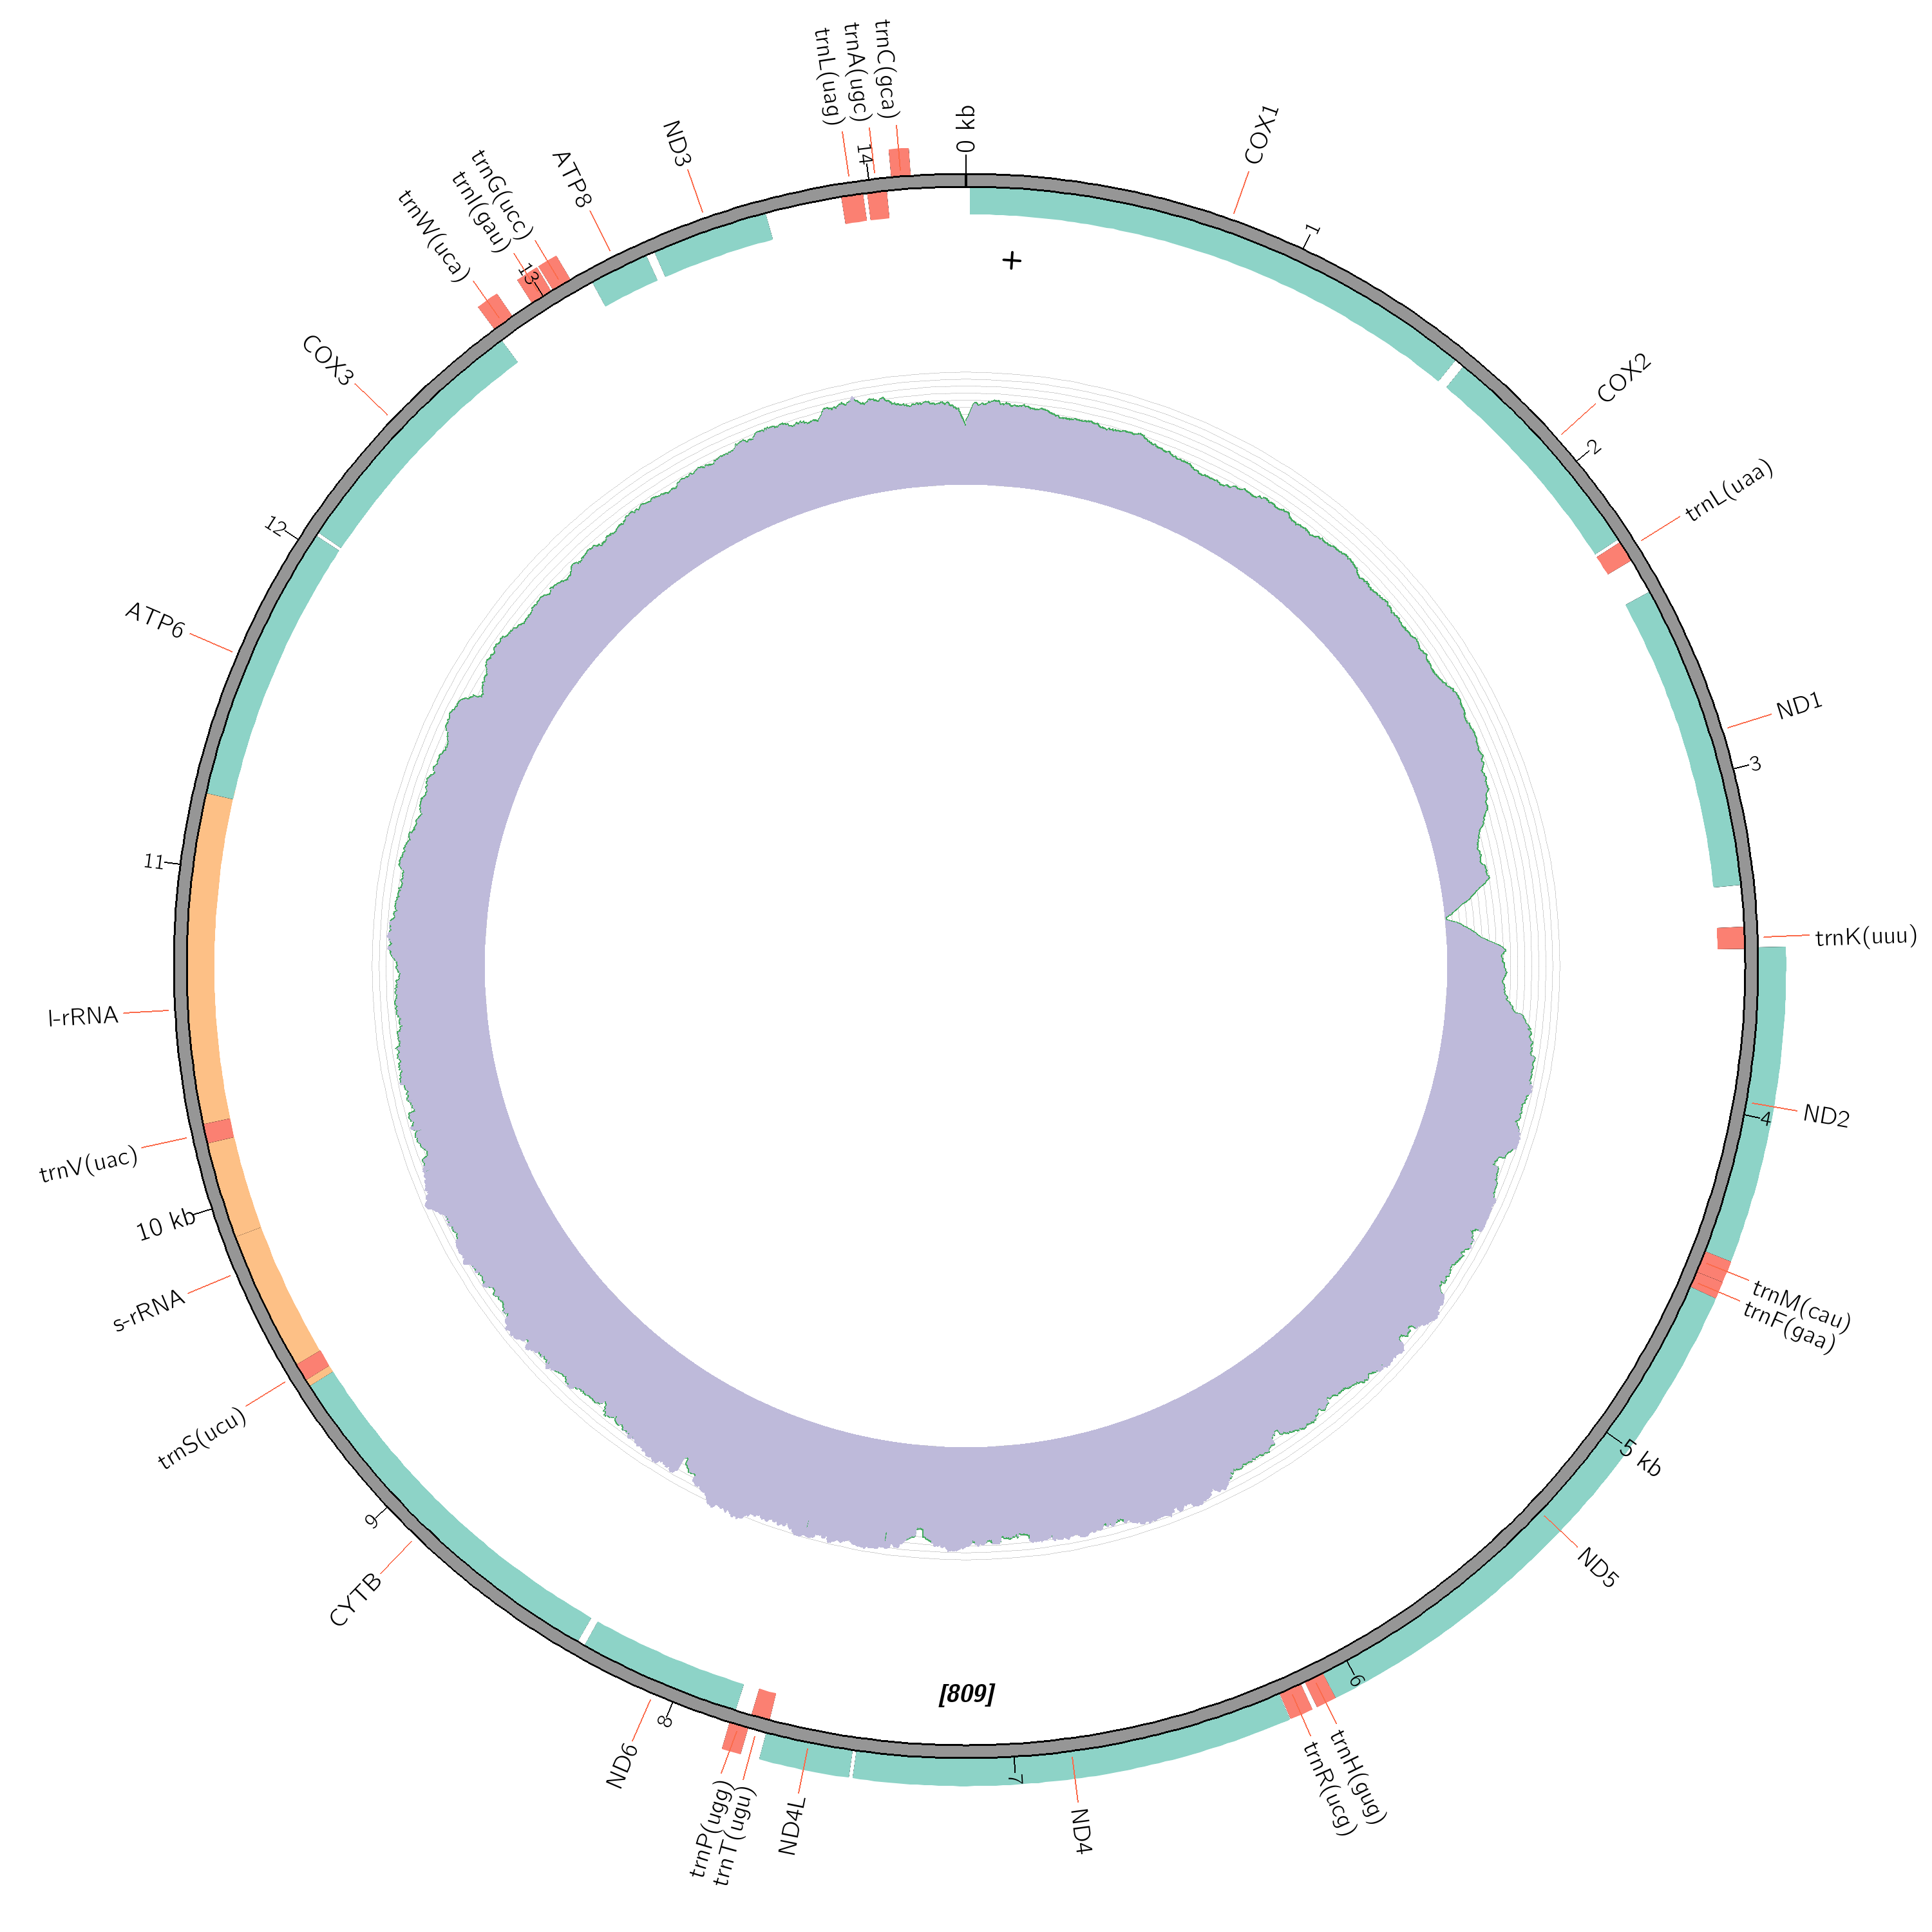 0 kb
COX1
1
COX2
2
trnL(uaa)
ND1
3
trnK(uuu)
ND2
4
trnM(cau)
trnF(gaa)
5 kb
ND5
6
trnH(gug)
trnR(ucg)
ND4
7
ND4L
trnT(ugu)
trnP(ugg)
8
ND6
CYTB
9
trnS(ucu)
s-rRNA
10 kb
trnV(uac)
l-rRNA
11
ATP6
12
COX3
trnW(uca)
13
trnI(gau)
trnG(ucc)
ATP8
ND3
trnL(uag)
14
trnA(ugc)
trnC(gca)
+
[809]